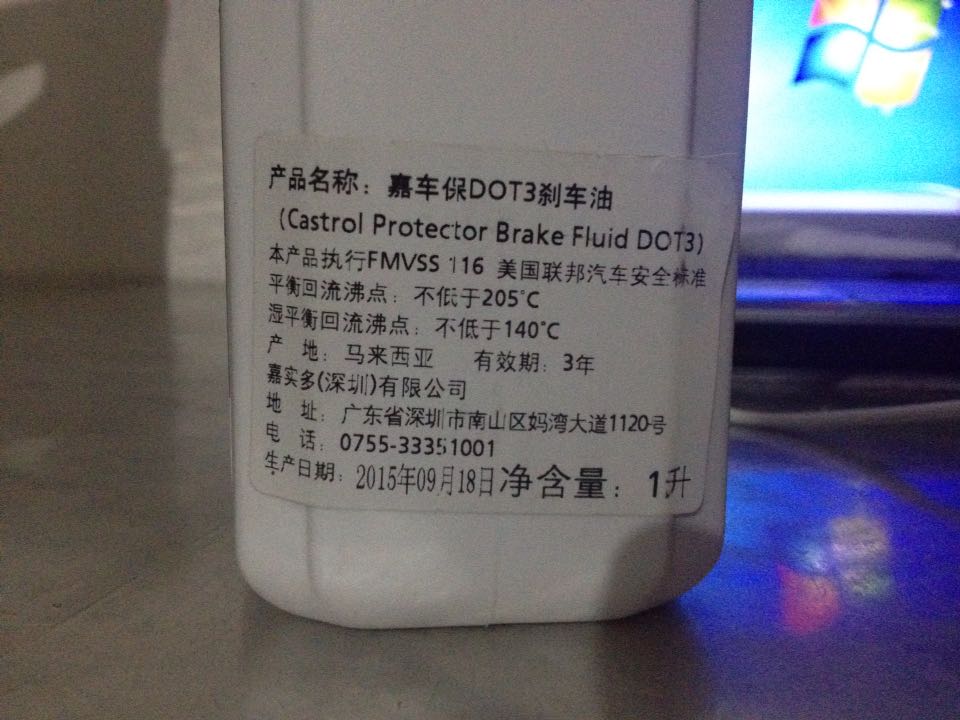 产品名称：嘉车保DOT3刹车油
（Castrol Protector Brake Fluid DOT3）
本产品执行FMVSS 116 美国联邦汽车安全标准
平衡回流沸点：不低于205°C
湿平衡回流沸点：不低于140°C
产 地：马来西亚 有效期：3年
嘉实多(深圳)有限公司
地 址：广东省深圳市南山区妈湾大道1120号
电 话：0755-33351001
生产日期：2015年09月18日 净含量：1升